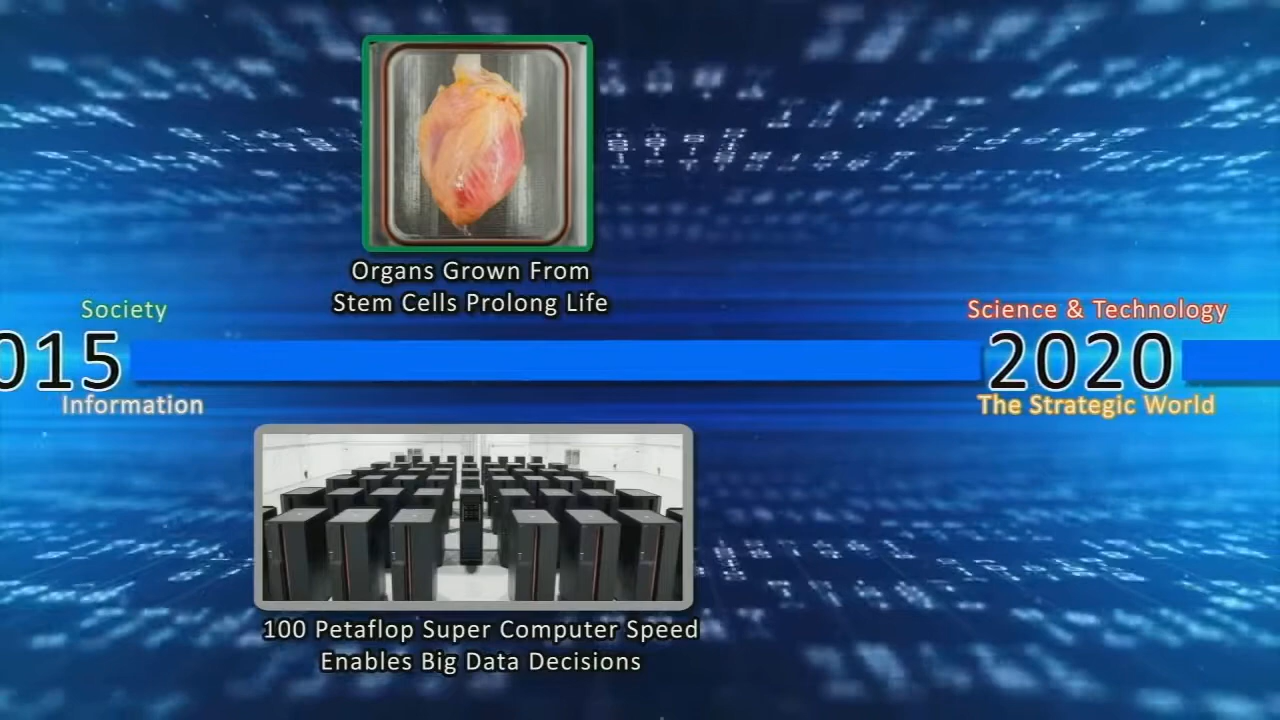 Organs Grown From
Stem Cells Prolong Life
Society
Science & Technology
015
2020
Information
The Strategic World
100 Petaflop Super Computer Speed
Enables Big Data Decisions